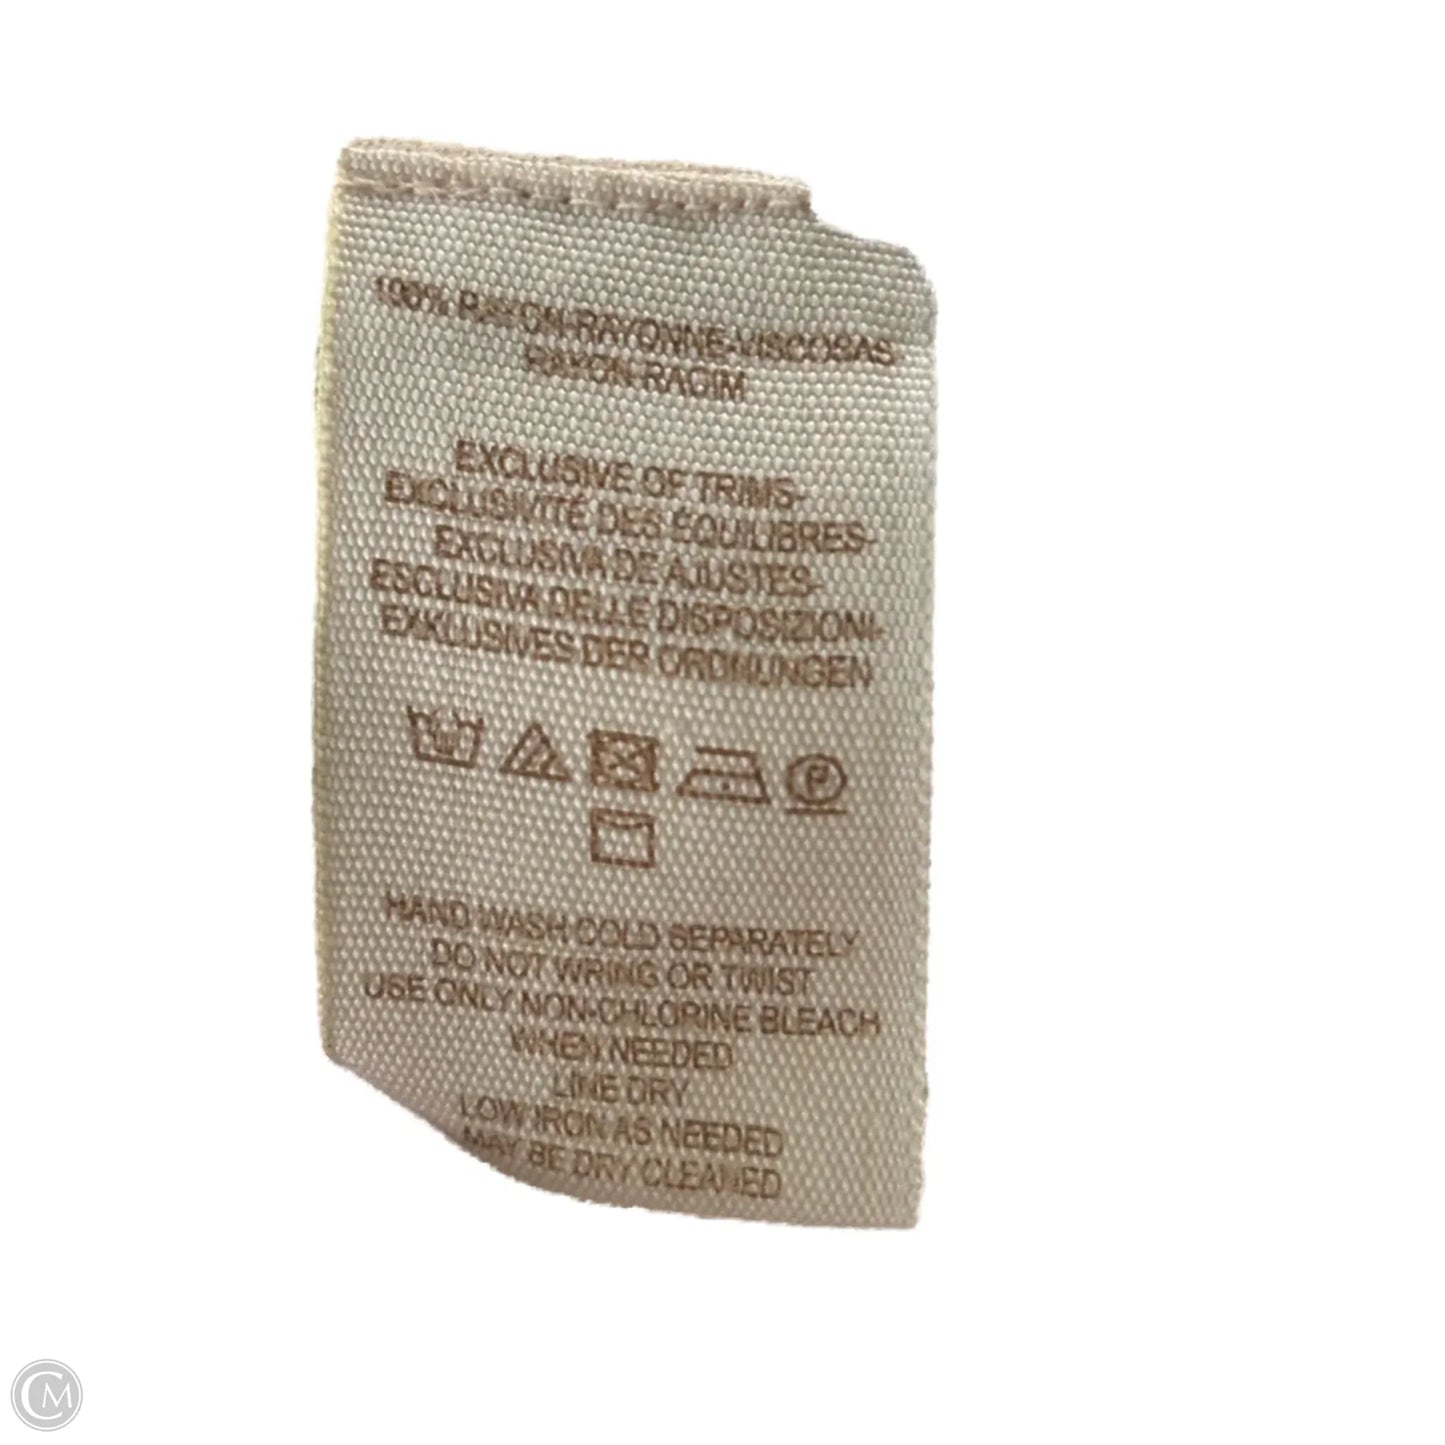 100% RAYON-RAYONNE-VISCOSAS-
RAYON-RAGIM
EXCLUSIVE OF TRIMS-
EXCLUSIVITÉ DES ÉQUILIBRES-
EXCLUSIVA DE AJUSTES-
ESCLUSIVA DELLE DISPOSIZIONI-
EXKLUSIVES DER ORDNUNGEN
P
HAND WASH COLD SEPARATELY
DO NOT WRING OR TWIST
USE ONLY NON-CHLORINE BLEACH
WHEN NEEDED
LINE DRY
LOW IRON AS NEEDED
MAY BE DRY CLEANED
CM